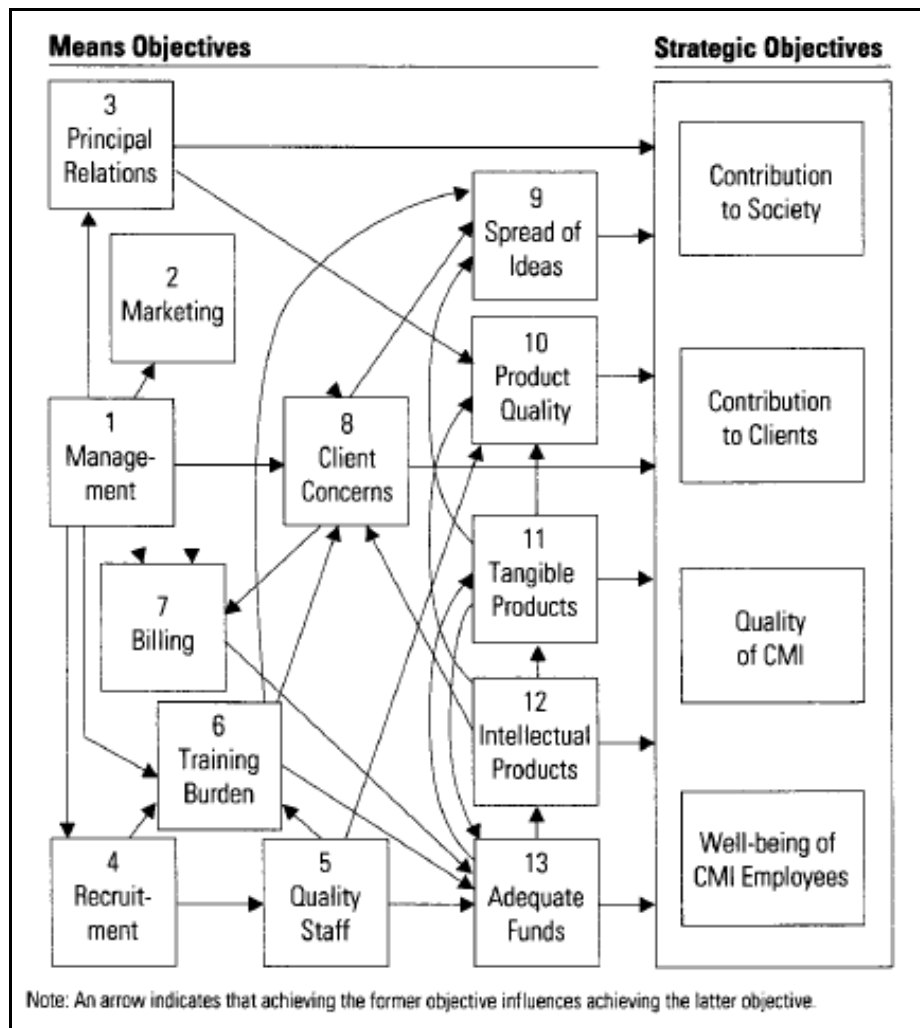 Means Objectives
Strategic Objectives
3
Principal
Relations
2
Marketing
1
Manage-
ment
8
Client
Concerns
7
Billing
6
Training
Burden
4
Recruit-
ment
5
Quality
Staff
9
Spread of
Ideas
10
Product
Quality
11
Tangible
Products
12
Intellectual
Products
13
Adequate
Funds
Contribution
to Society
Contribution
to Clients
Quality
of CMI
Well-being of
CMI Employees
Note: An arrow indicates that achieving the former objective influences achieving the latter objective.